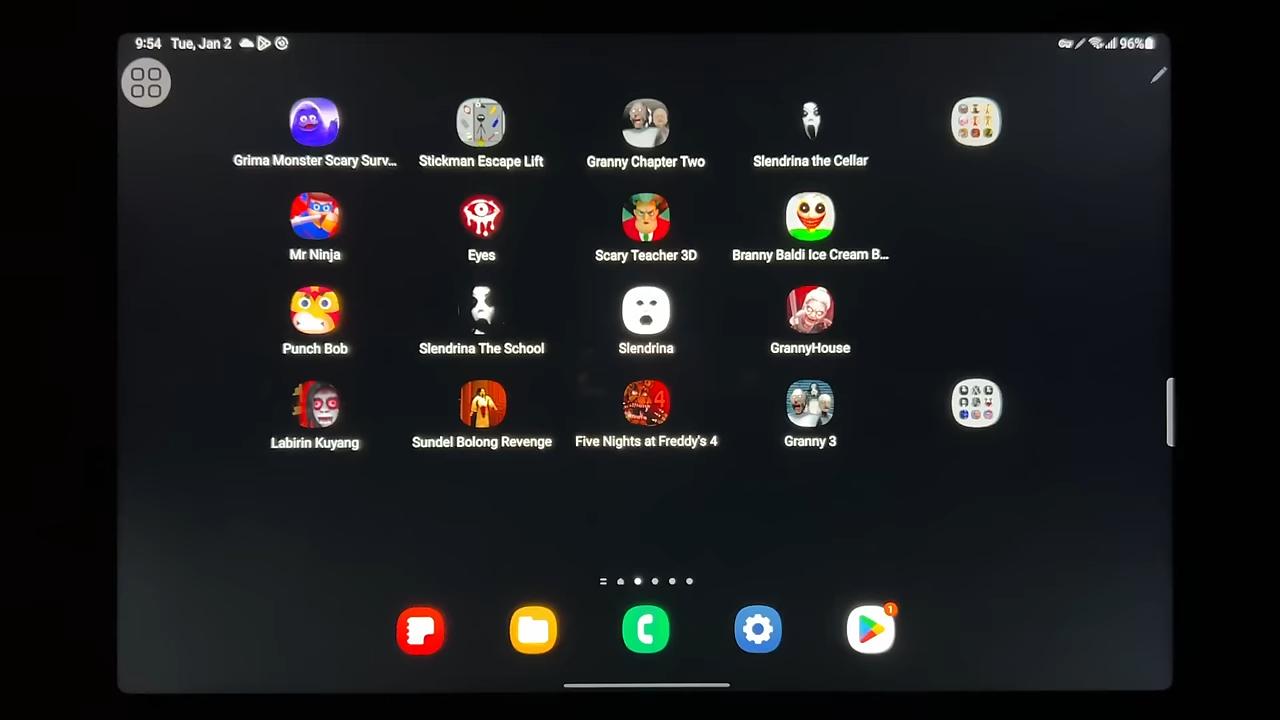 9:54 Tue, Jan 2 96%
Grima Monster Scary Surv...
Stickman Escape Lift
Granny Chapter Two
Slendrina the Cellar
Mr Ninja
Eyes
Scary Teacher 3D
Branny Baldi Ice Cream B...
Punch Bob
Slendrina The School
Slendrina
GrannyHouse
Labirin Kuyang
Sundel Bolong Revenge
Five Nights at Freddy's 4
Granny 3
1